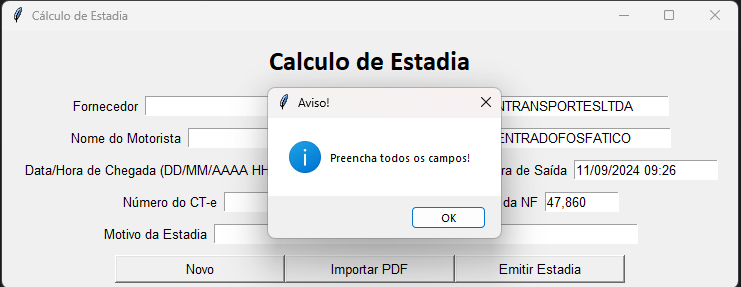 Cálculo de Estadia
Calculo de Estadia
Aviso!
Fornecedor NTRANSPORTESLTDA
Nome do Motorista ENTRADOFOSFATICO
Preencha todos os campos!
Data/Hora de Chegada (DD/MM/AAAA HH ra de Saída 11/09/2024 09:26
Número do CT-e da NF 47,860
OK
Motivo da Estadia
Novo Importar PDF Emitir Estadia